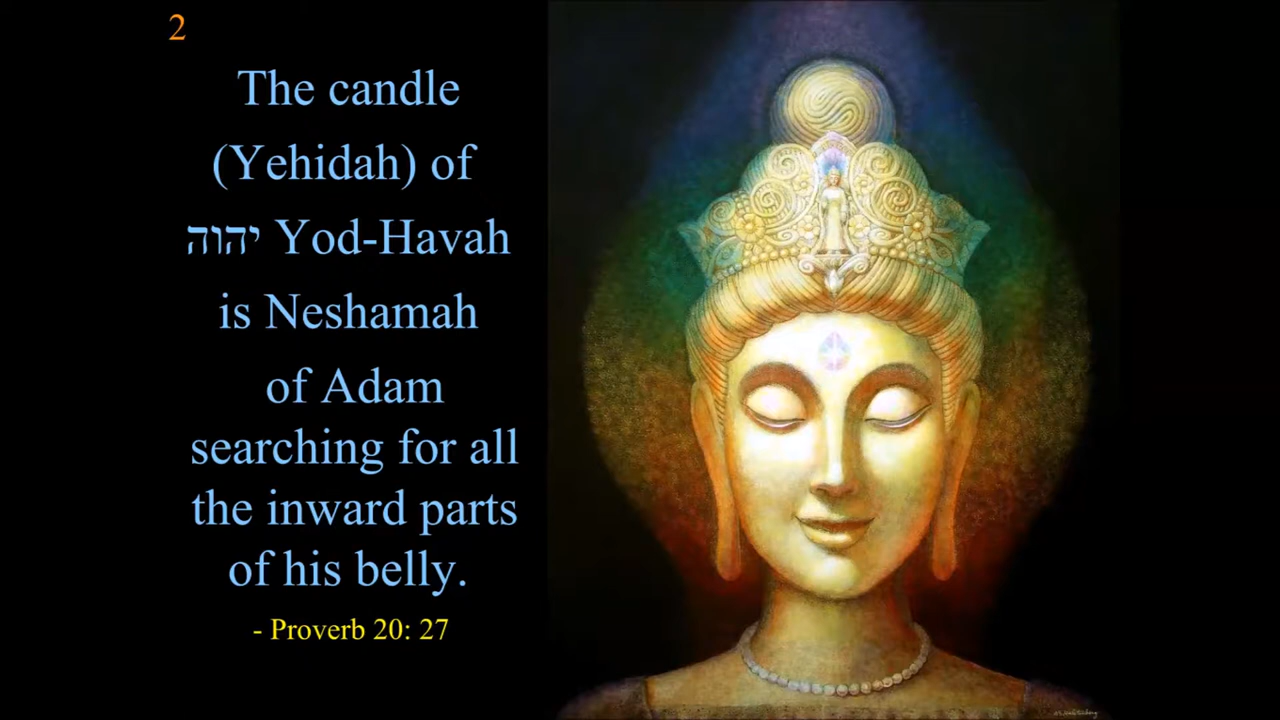 2
The candle
(Yehidah) of
יהוה Yod-Havah
is Neshamah
of Adam
searching for all
the inward parts
of his belly.
- Proverb 20: 27